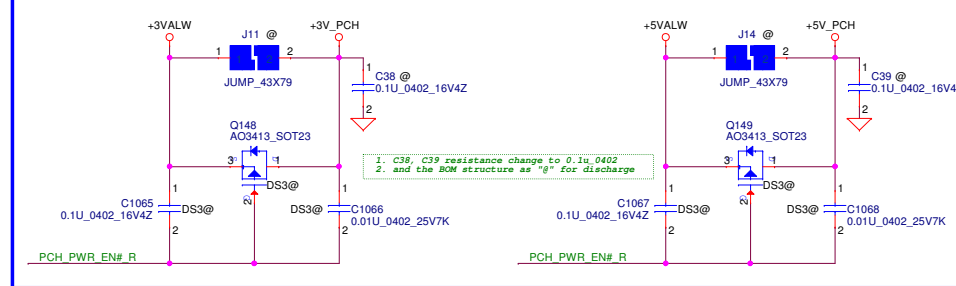 +3VALW
+3V_PCH
J11 @
1
2
JUMP_43X79
1
C38 @
0.1U_0402_16V4Z
2
Q148
AO3413_SOT23
3
1
2
DS3@
1
C1065
0.1U_0402_16V4Z
DS3@
2
1
DS3@
C1066
0.01U_0402_25V7K
2
PCH_PWR_EN#_R
1. C38, C39 resistance change to 0.1u_0402
2. and the BOM structure as "@" for discharge
+5VALW
+5V_PCH
J14 @
1
2
JUMP_43X79
1
C39 @
0.1U_0402_16V4
2
Q149
AO3413_SOT23
3
1
2
DS3@
1
C1067
0.1U_0402_16V4Z
DS3@
2
1
DS3@
C1068
0.01U_0402_25V7K
2
PCH_PWR_EN#_R